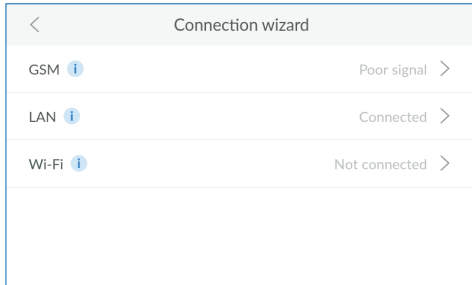 Connection wizard
GSM i Poor signal
LAN i Connected
Wi-Fi i Not connected